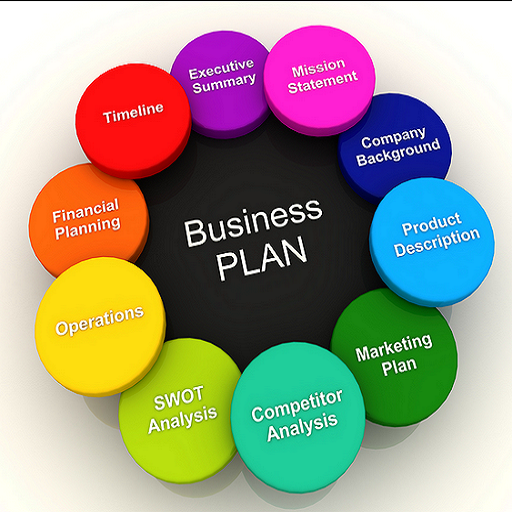 Business
PLAN
Executive
Summary
Mission
Statement
Company
Background
Product
Description
Marketing
Plan
Competitor
Analysis
SWOT
Analysis
Operations
Financial
Planning
Timeline